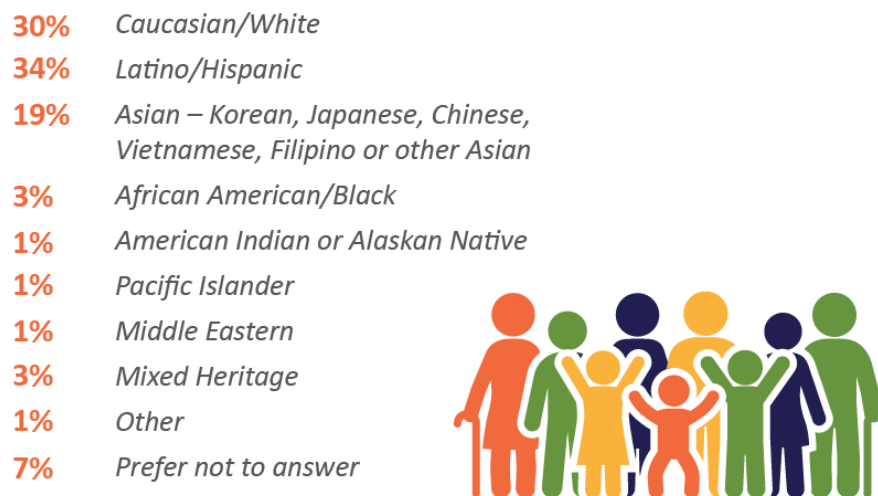 30% Caucasian/White
34% Latino/Hispanic
19% Asian – Korean, Japanese, Chinese,
Vietnamese, Filipino or other Asian
3% African American/Black
1% American Indian or Alaskan Native
1% Pacific Islander
1% Middle Eastern
3% Mixed Heritage
1% Other
7% Prefer not to answer